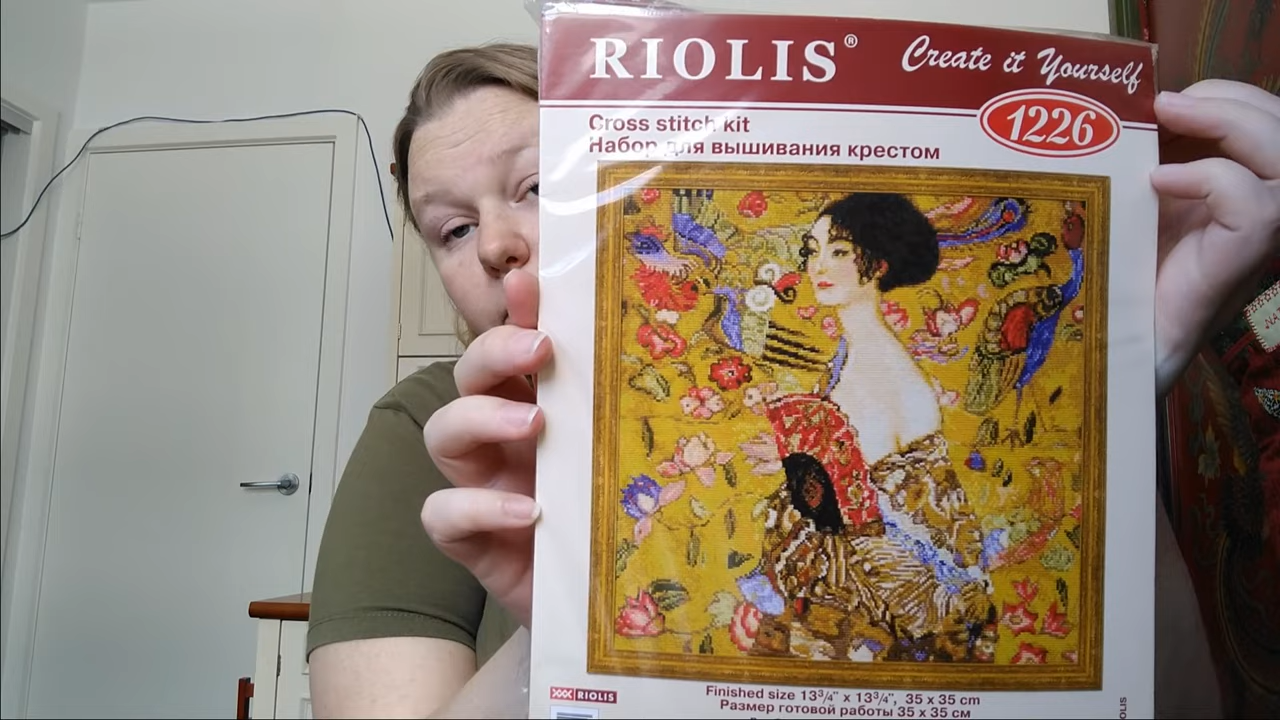 RIOLIS®
Create it Yourself
1226
Cross stitch kit
Набор для вышивания крестом
RIOLIS
Finished size 13¾" x 13¾", 35 x 35 cm
Размер готовой работы 35 x 35 см